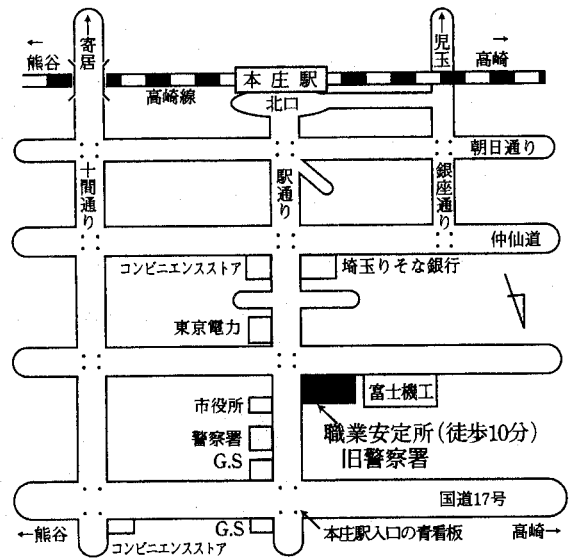 ←
熊谷
↑
寄居
高崎線
本庄駅
北口
↑
児玉
→
高崎
朝日通り
十間通り
駅通り
銀座通り
仲仙道
コンビニエンスストア
埼玉りそな銀行
東京電力
市役所
富士機工
職業安定所(徒歩10分)
旧警察署
警察署
G.S
国道17号
←熊谷
コンビニエンスストア
G.S
本庄駅入口の青看板
高崎→